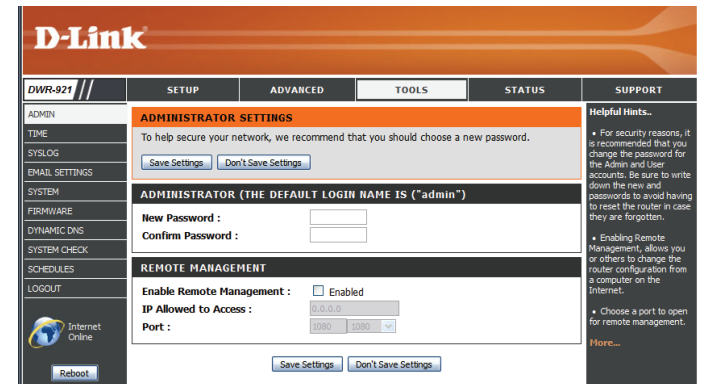 D-Link
DWR-921
SETUP
ADVANCED
TOOLS
STATUS
SUPPORT
ADMIN
TIME
SYSLOG
EMAIL SETTINGS
SYSTEM
FIRMWARE
DYNAMIC DNS
SYSTEM CHECK
SCHEDULES
LOGOUT
Internet
Online
Reboot
ADMINISTRATOR SETTINGS
To help secure your network, we recommend that you should choose a new password.
Save Settings Don't Save Settings
ADMINISTRATOR (THE DEFAULT LOGIN NAME IS ("admin")
New Password :
Confirm Password :
REMOTE MANAGEMENT
Enable Remote Management : Enabled
IP Allowed to Access : 0.0.0.0
Port : 1080 1080
Save Settings Don't Save Settings
Helpful Hints..
• For security reasons, it
is recommended that you
change the password for
the Admin and User
accounts. Be sure to write
down the new and
passwords to avoid having
to reset the router in case
they are forgotten.
• Enabling Remote
Management, allows you
or others to change the
router configuration from
a computer on the
Internet.
• Choose a port to open
for remote management.
More...